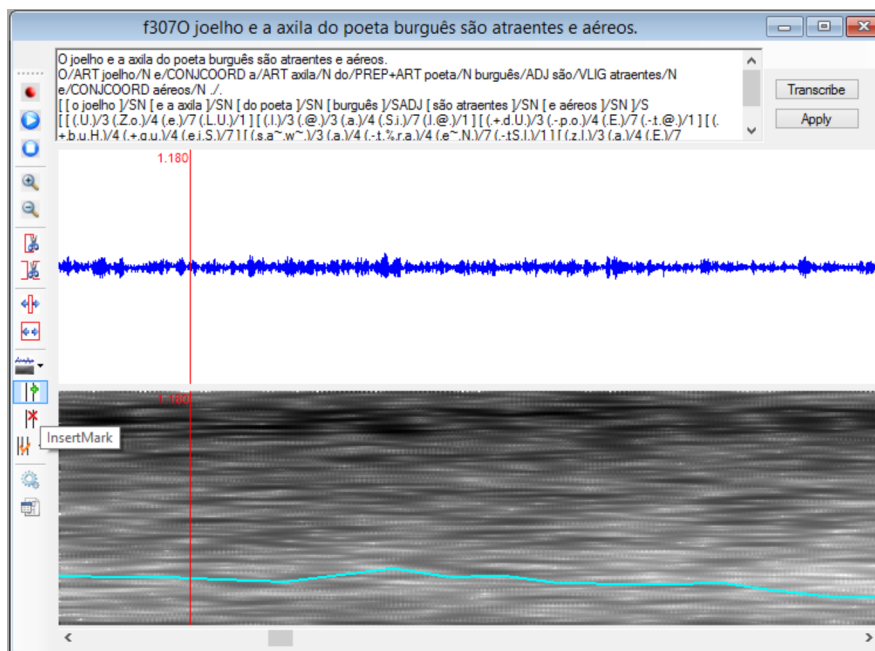 f307O joelho e a axila do poeta burguês são atraentes e aéreos.
O joelho e a axila do poeta burguês são atraentes e aéreos.
O/ART joelho/N e/CONJCOORD a/ART axila/N do/PREP+ART poeta/N burguês/ADJ são/VLIG atraentes/N
e/CONJCOORD aéreos/N ./.
[ [ o joelho ]/SN [ e a axila ]/SN [ do poeta ]/SN [ burguês ]/SADJ [ são atraentes ]/SN [ e aéreos ]/SN ]/S
[ [ (.U.)/3 (.Z.o.)/4 (.e.)/7 (.L.U.)/1 ] [ (.I.)/3 (.@.)/3 (.a.)/4 (.S.i.)/7 (.l.@.)/1 ] [ (.+.d.U.)/3 (.-.p.o.)/4 (.E.)/7 (.-.t.@.)/1 ] [ (.
+.b.u.H.)/4 (.+.g.u.)/4 (.e.i.S.)/7 ] [ (.s.a~.w~.)/3 (.a.)/4 (.-.t.%.r.a.)/4 (.e~.N.)/7 (.-.tS.I.)/1 ] [ (.z.I.)/3 (.a.)/4 (.E.)/7
Transcribe
Apply
1.180
1.180
InsertMark